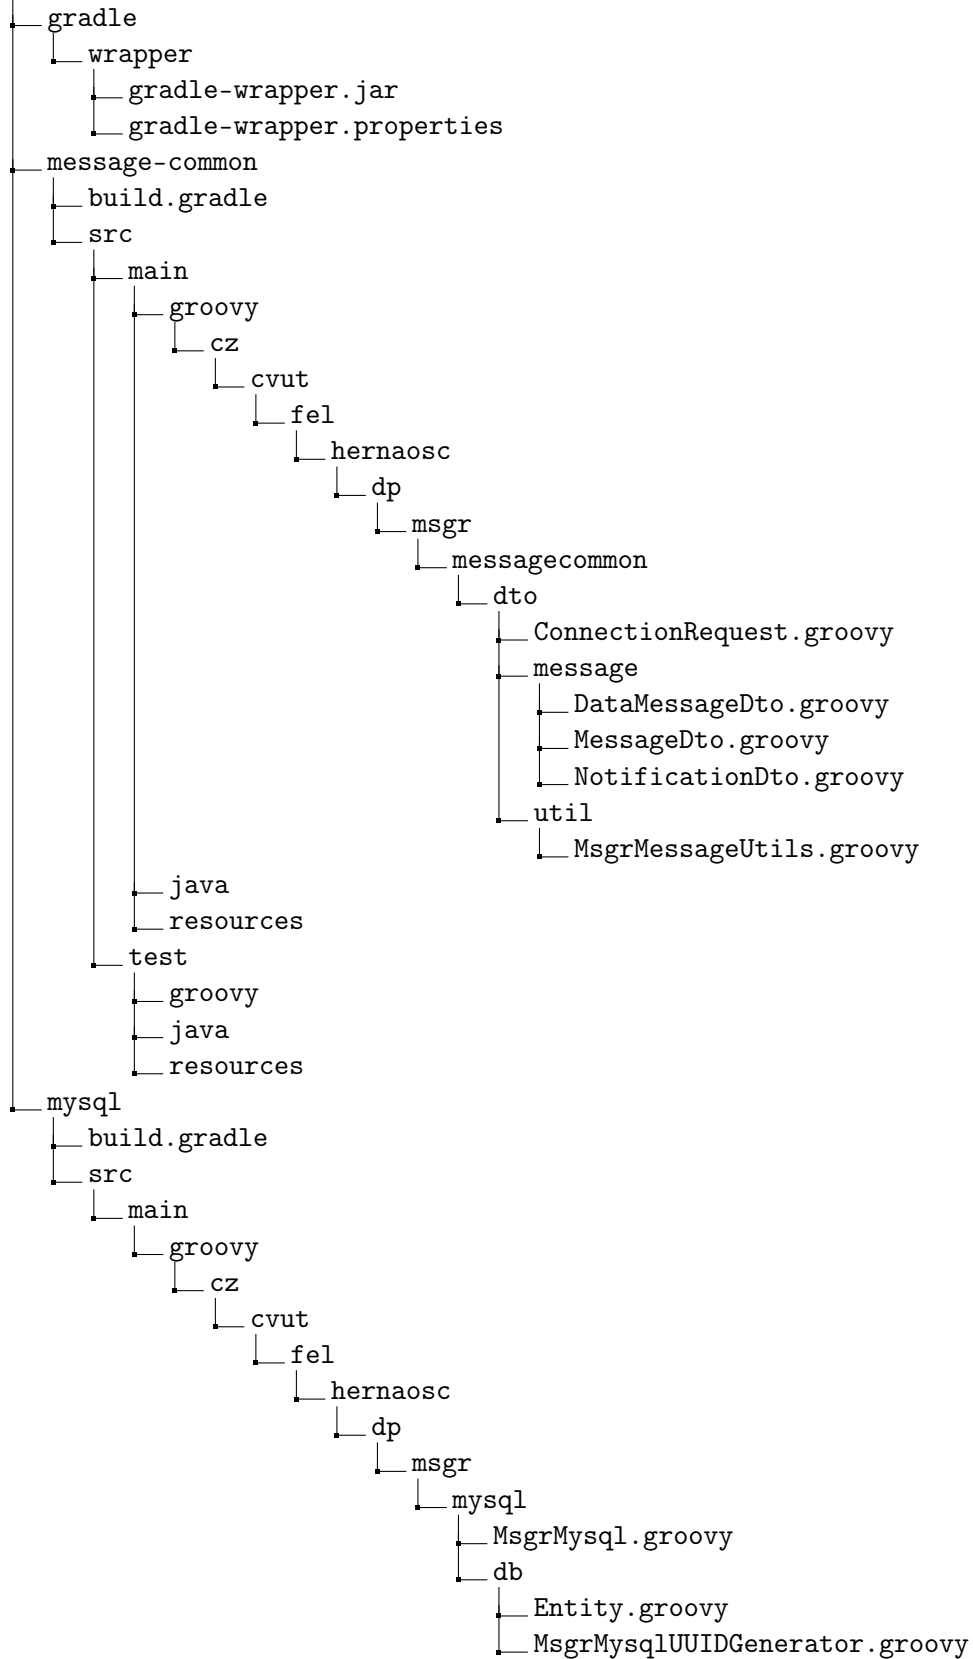 gradle
wrapper
gradle-wrapper.jar
gradle-wrapper.properties
message-common
build.gradle
src
main
groovy
cz
cvut
fel
hernaosc
dp
msgr
messagecommon
dto
ConnectionRequest.groovy
message
DataMessageDto.groovy
MessageDto.groovy
NotificationDto.groovy
util
MsgrMessageUtils.groovy
java
resources
test
groovy
java
resources
mysql
build.gradle
src
main
groovy
cz
cvut
fel
hernaosc
dp
msgr
mysql
MsgrMysql.groovy
db
Entity.groovy
MsgrMysqlUUIDGenerator.groovy